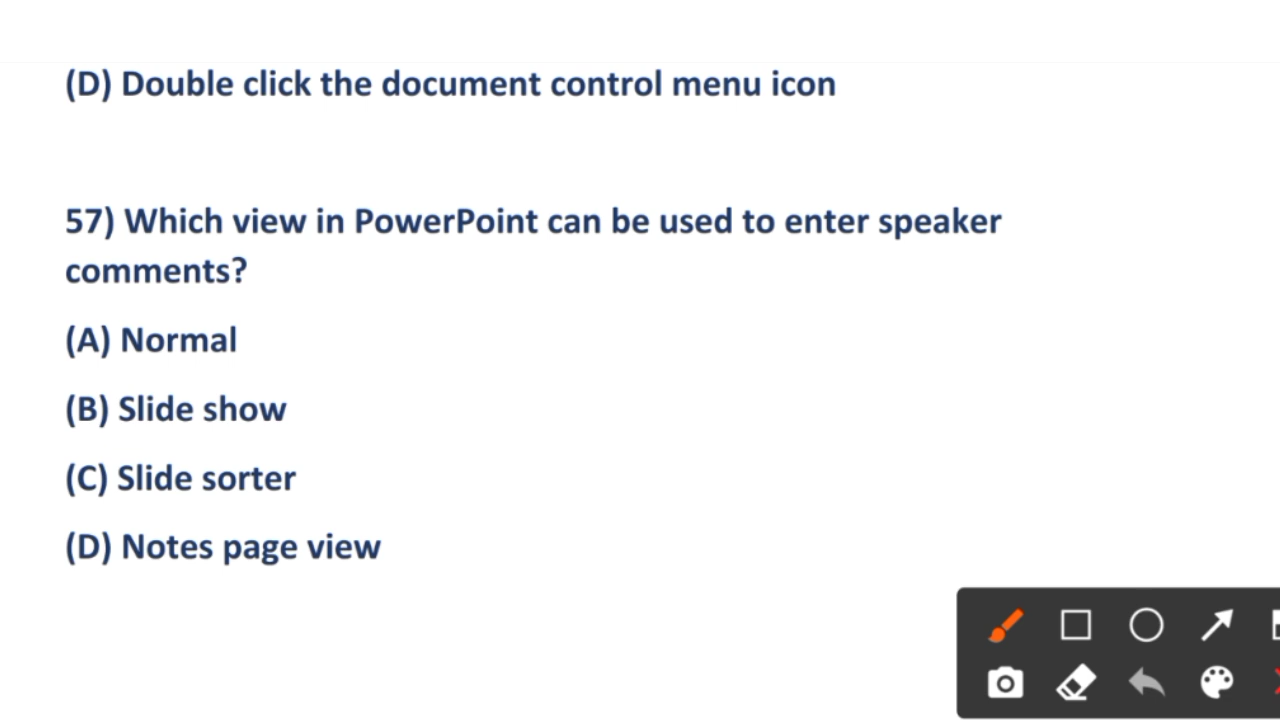 (D) Double click the document control menu icon
57) Which view in PowerPoint can be used to enter speaker
comments?
(A) Normal
(B) Slide show
(C) Slide sorter
(D) Notes page view